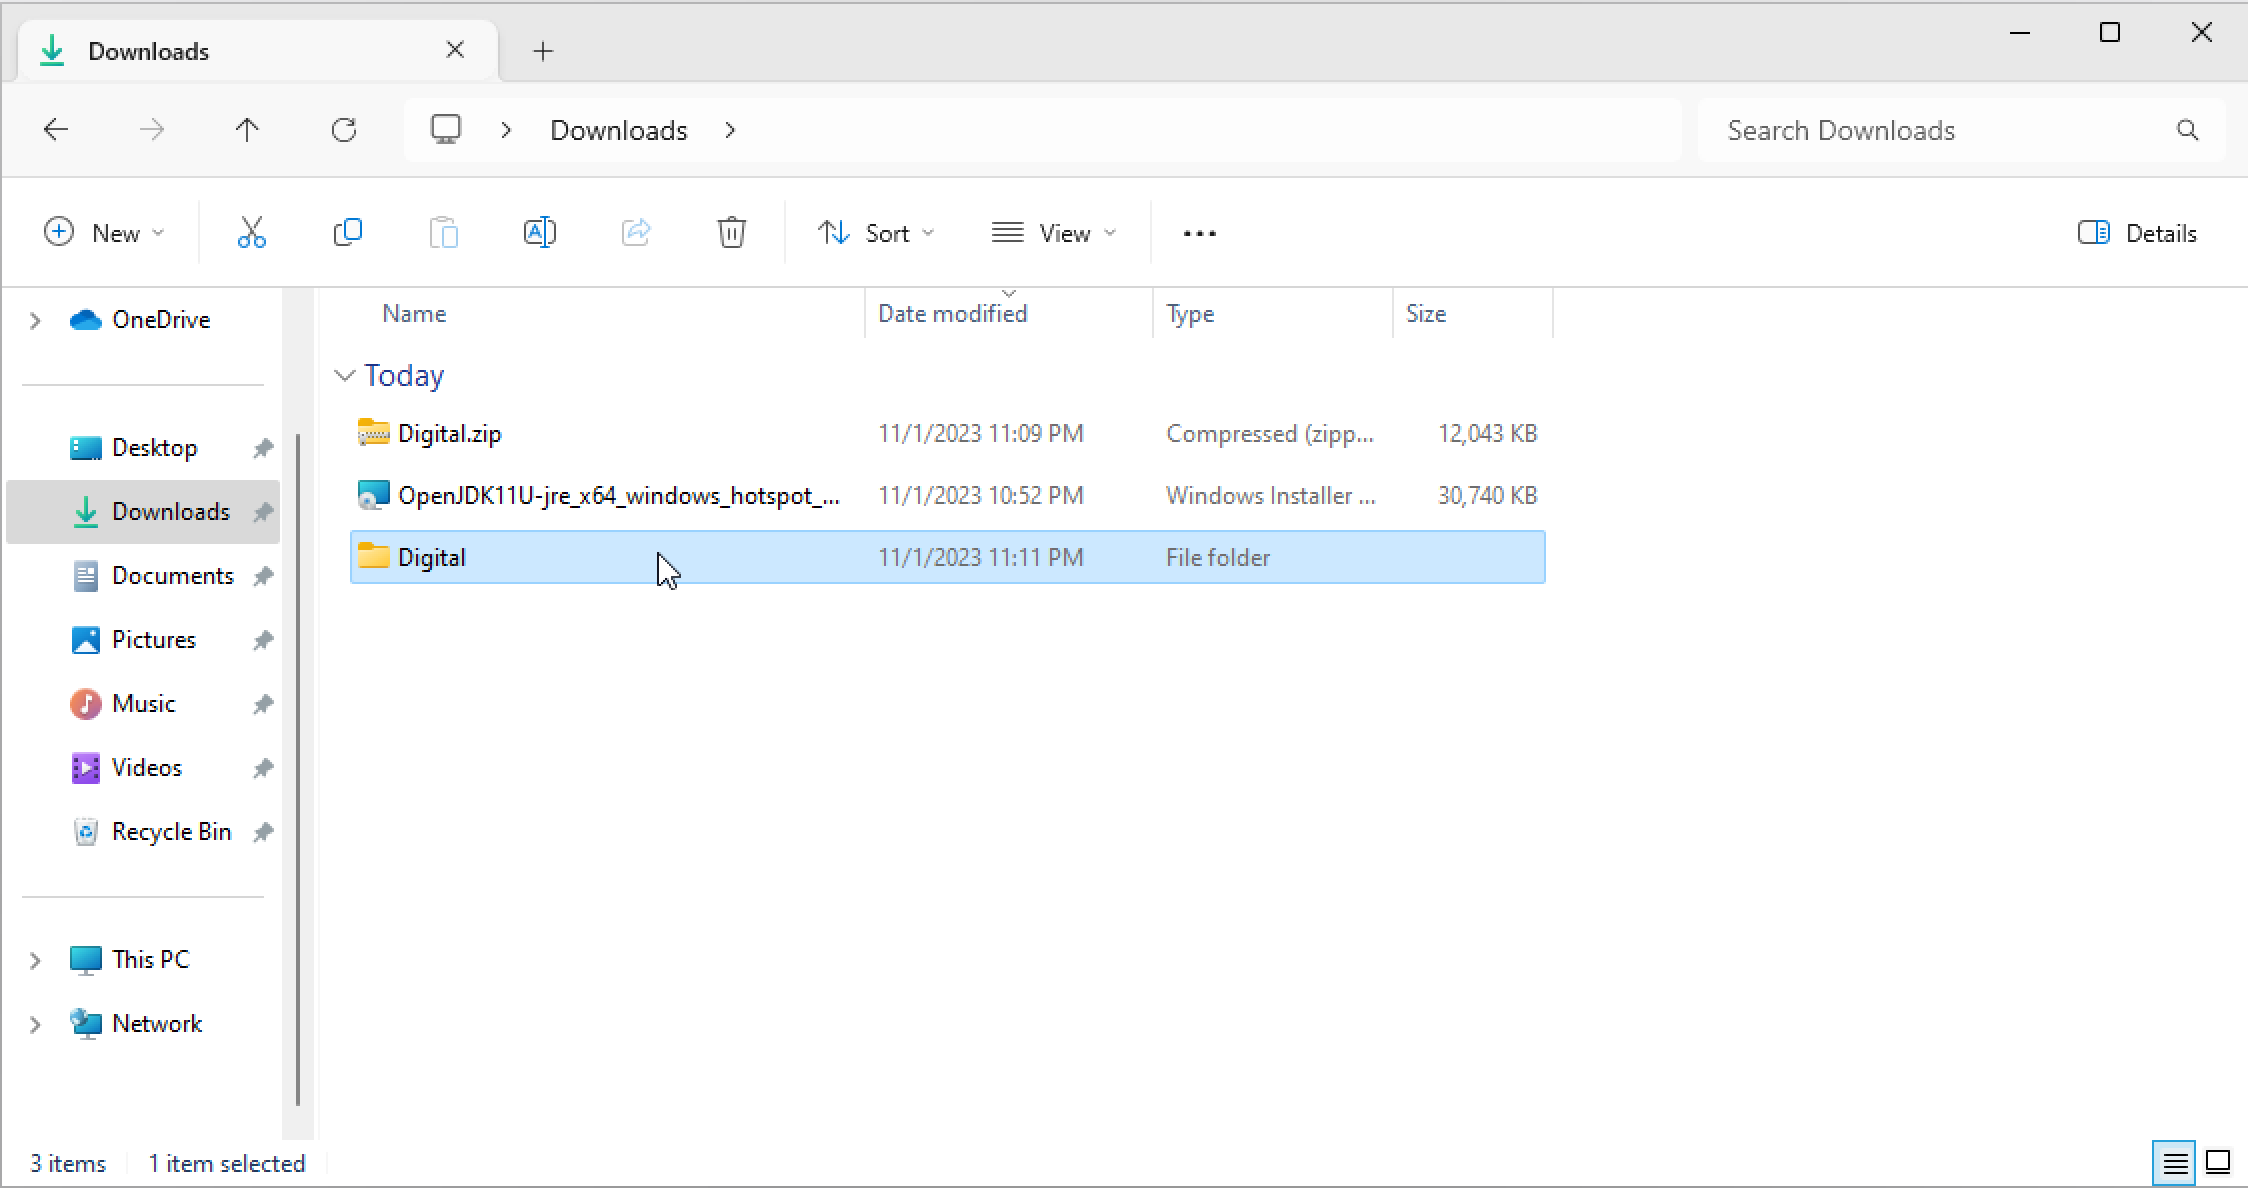 Downloads
Downloads
Search Downloads
New
Sort
View
Details
OneDrive
Desktop
Downloads
Documents
Pictures
Music
Videos
Recycle Bin
This PC
Network
Name Date modified Type Size
Today
Digital.zip 11/1/2023 11:09 PM Compressed (zipp... 12,043 KB
OpenJDK11U-jre_x64_windows_hotspot_... 11/1/2023 10:52 PM Windows Installer ... 30,740 KB
Digital 11/1/2023 11:11 PM File folder
3 items 1 item selected